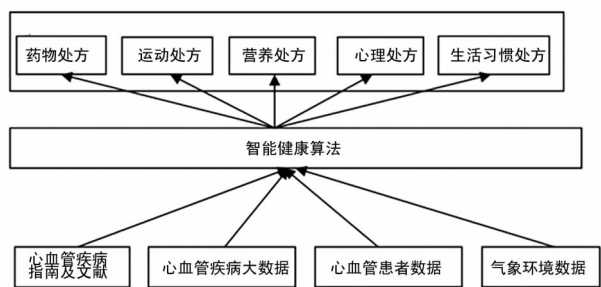 药物处方
运动处方
营养处方
心理处方
生活习惯处方
智能健康算法
心血管疾病
指南及文献
心血管疾病大数据
心血管患者数据
气象环境数据